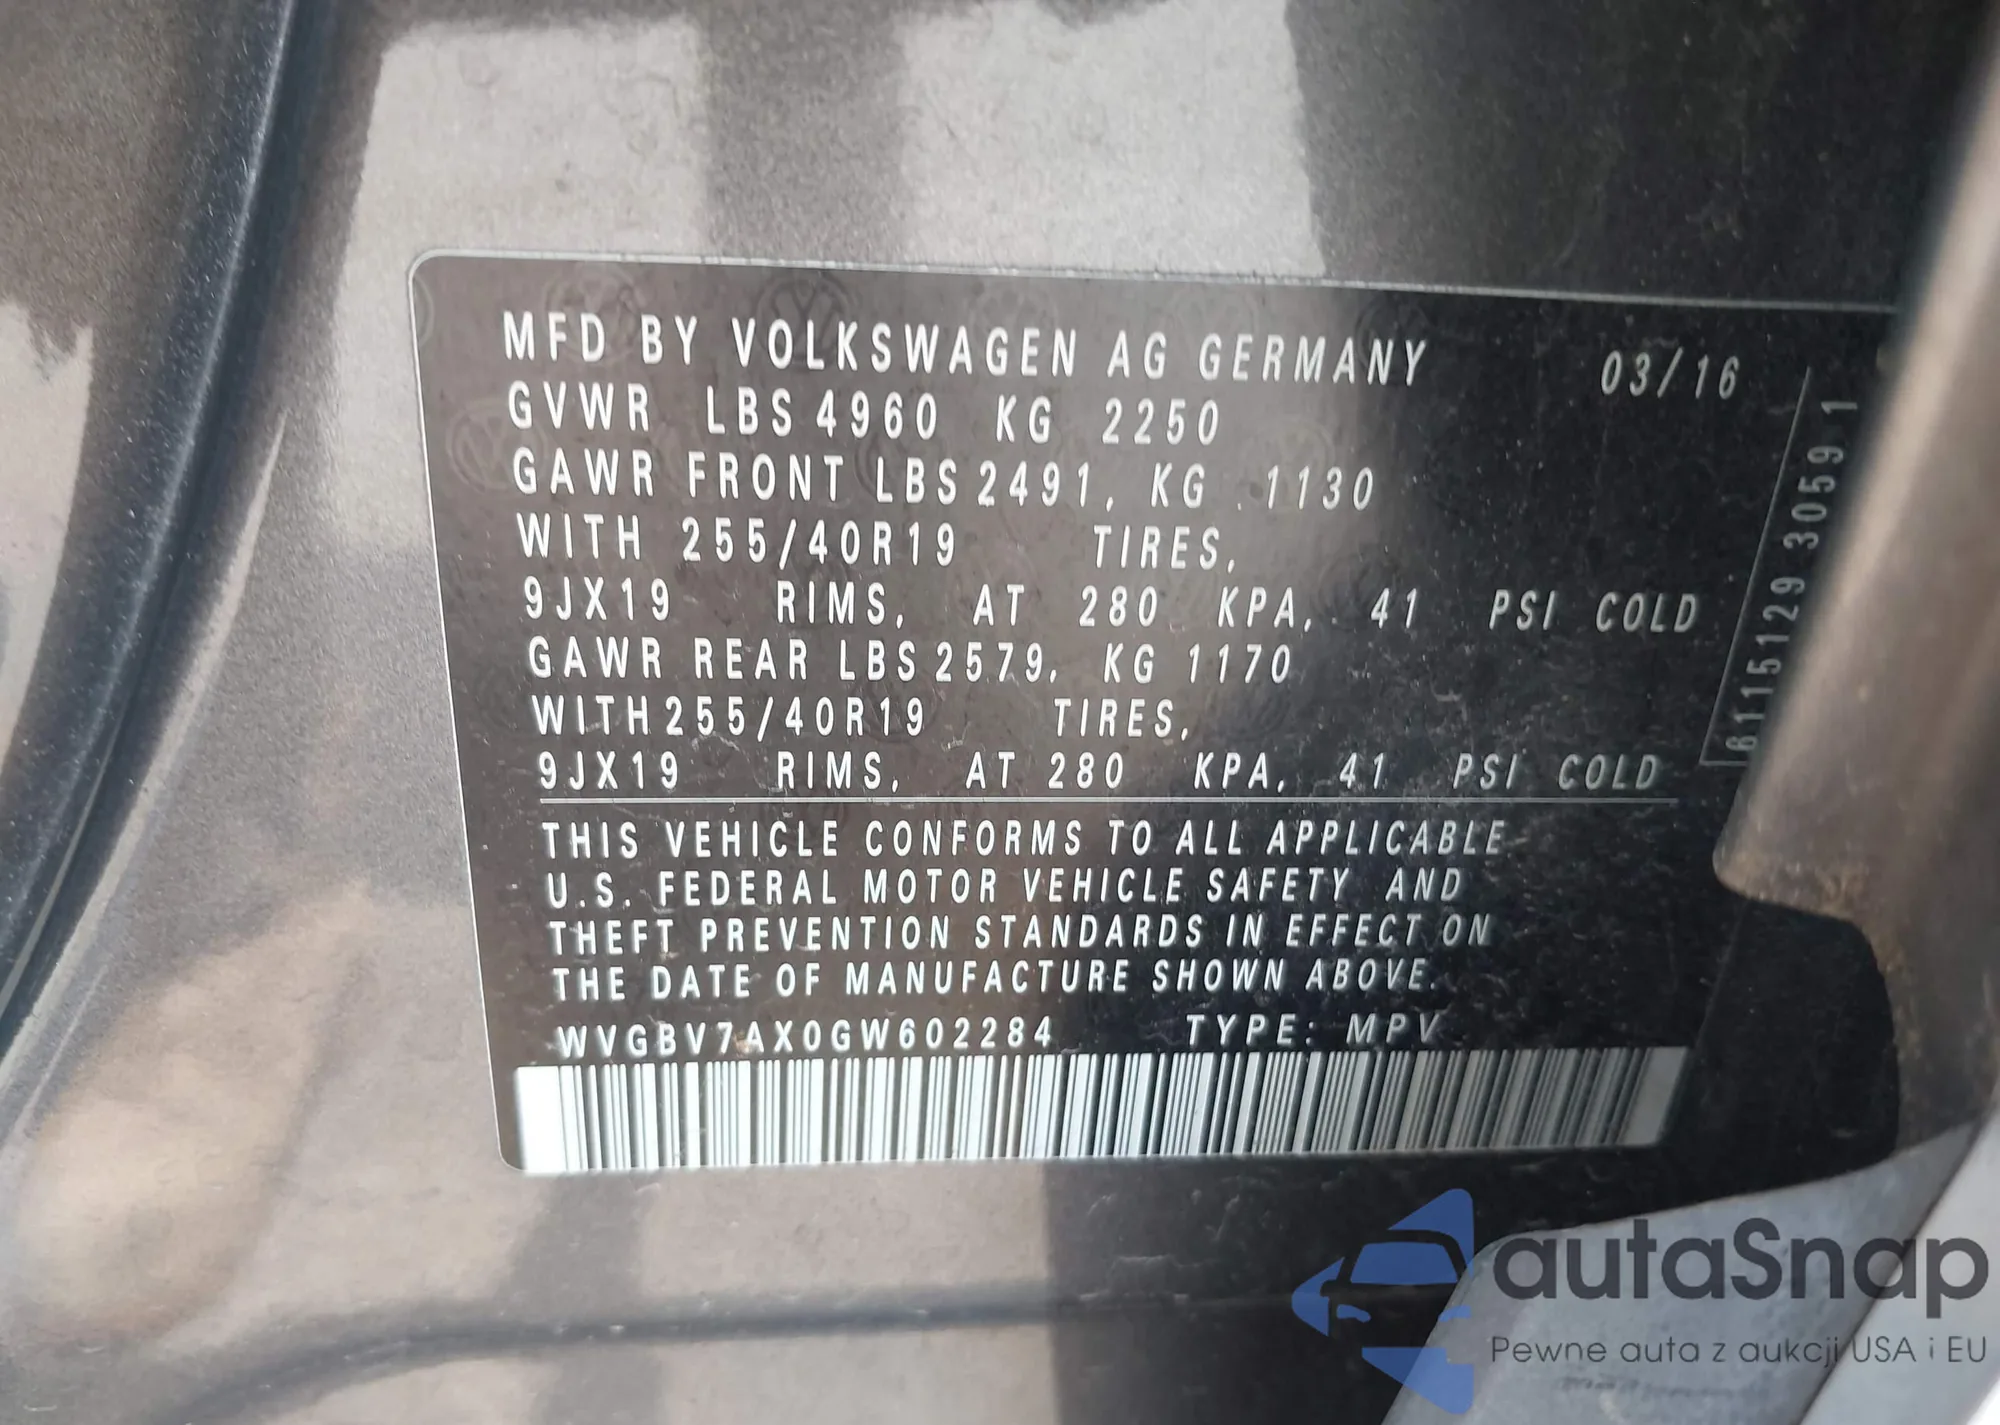 MFD BY VOLKSWAGEN AG GERMANY 03/16
GVWR LBS 4960 KG 2250
GAWR FRONT LBS 2491, KG 1130
WITH 255/40R19 TIRES,
9JX19 RIMS, AT 280 KPA, 41 PSI COLD
GAWR REAR LBS 2579, KG 1170
WITH 255/40R19 TIRES,
9JX19 RIMS, AT 280 KPA, 41 PSI COLD
THIS VEHICLE CONFORMS TO ALL APPLICABLE
U.S. FEDERAL MOTOR VEHICLE SAFETY AND
THEFT PREVENTION STANDARDS IN EFFECT ON
THE DATE OF MANUFACTURE SHOWN ABOVE.
WVGBV7AX0GW602284 TYPE: MPV
6115129 30559 1
autaSnap
Pewne auta z aukcji USA i EU